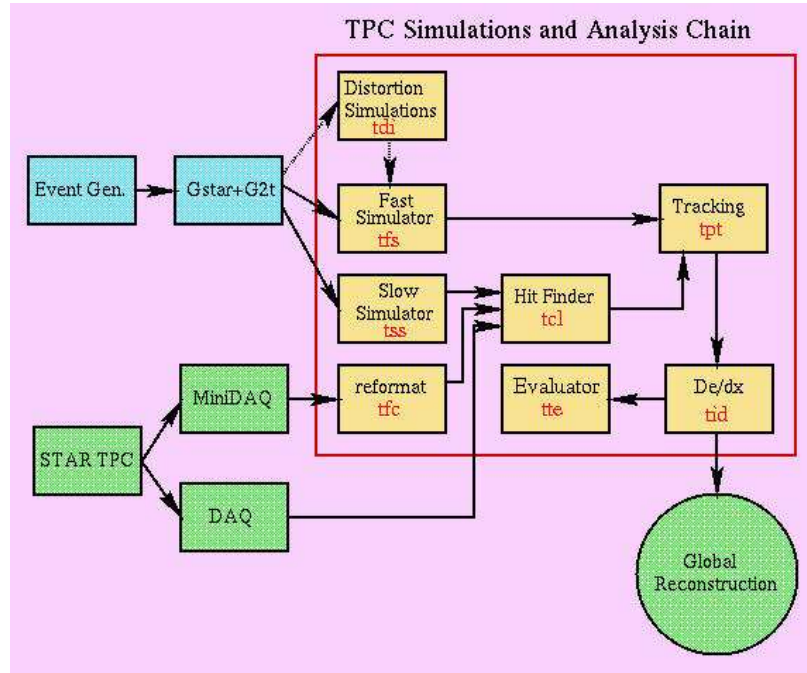 TPC Simulations and Analysis Chain
Distortion
Simulations
tdi
Event Gen.
Gstar+G2t
Fast
Simulator
tfs
Tracking
tpt
Slow
Simulator
tss
Hit Finder
tcl
MiniDAQ
reformat
tfc
Evaluator
tte
De/dx
tid
STAR TPC
DAQ
Global
Reconstruction